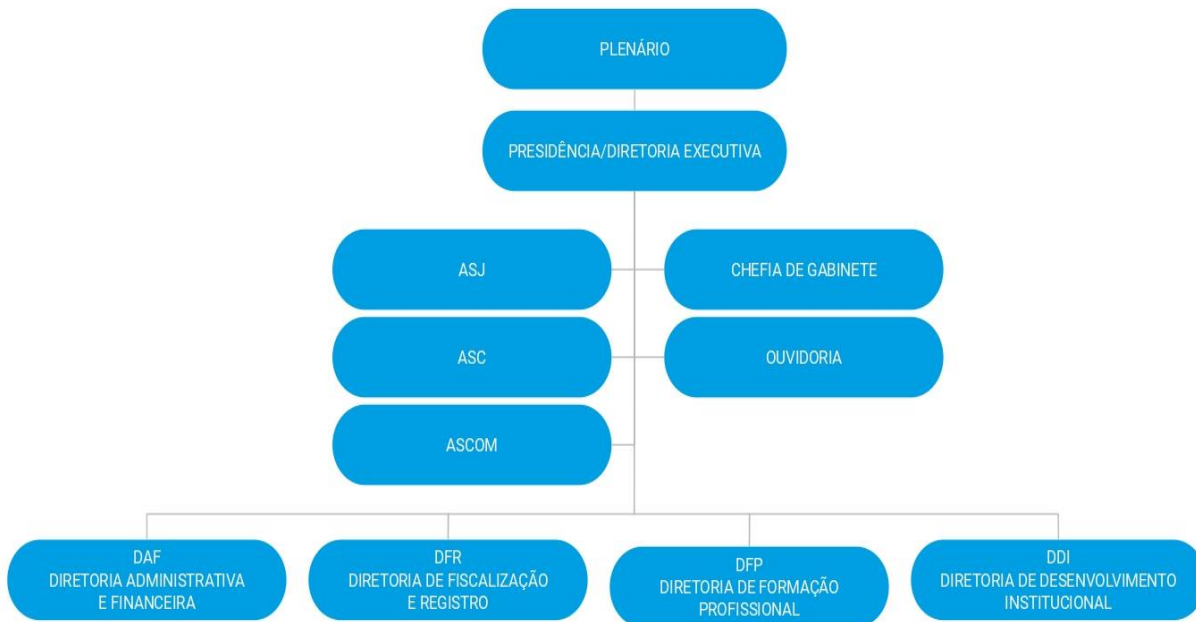 PLENÁRIO
PRESIDÊNCIA/DIRETORIA EXECUTIVA
ASJ
CHEFIA DE GABINETE
ASC
OUVIDORIA
ASCOM
DAF
DIRETORIA ADMINISTRATIVA
E FINANCEIRA
DFR
DIRETORIA DE FISCALIZAÇÃO
E REGISTRO
DFP
DIRETORIA DE FORMAÇÃO
PROFISSIONAL
DDI
DIRETORIA DE DESENVOLVIMENTO
INSTITUCIONAL